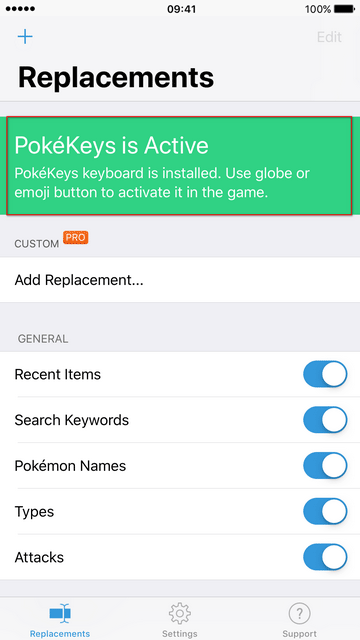 09:41
100%
Edit
Replacements
PokéKeys is Active
PokéKeys keyboard is installed. Use globe or
emoji button to activate it in the game.
CUSTOM PRO
Add Replacement...
GENERAL
Recent Items
Search Keywords
Pokémon Names
Types
Attacks
Replacements
Settings
Support